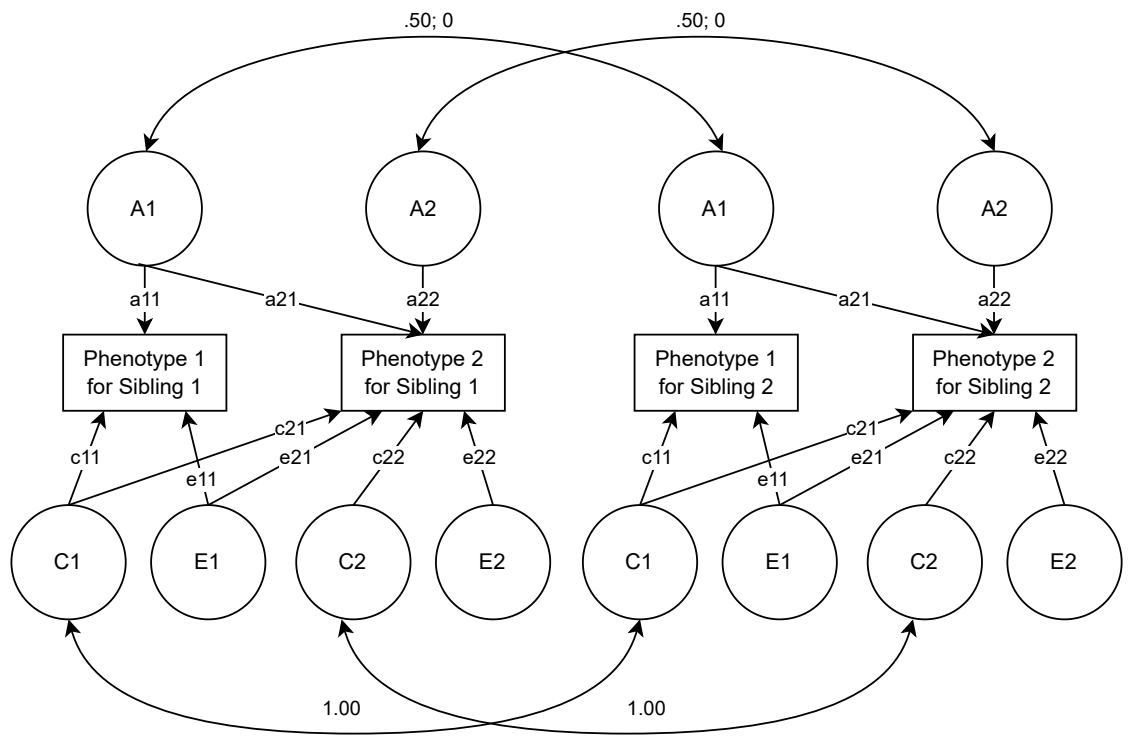 .50; 0
.50; 0
A1
A2
A1
A2
a11
a21
a22
a11
a21
a22
Phenotype 1
for Sibling 1
Phenotype 2
for Sibling 1
Phenotype 1
for Sibling 2
Phenotype 2
for Sibling 2
c11
e11
c21
e21
c22
e22
c11
e11
c21
e21
c22
e22
C1
E1
C2
E2
C1
E1
C2
E2
1.00
1.00